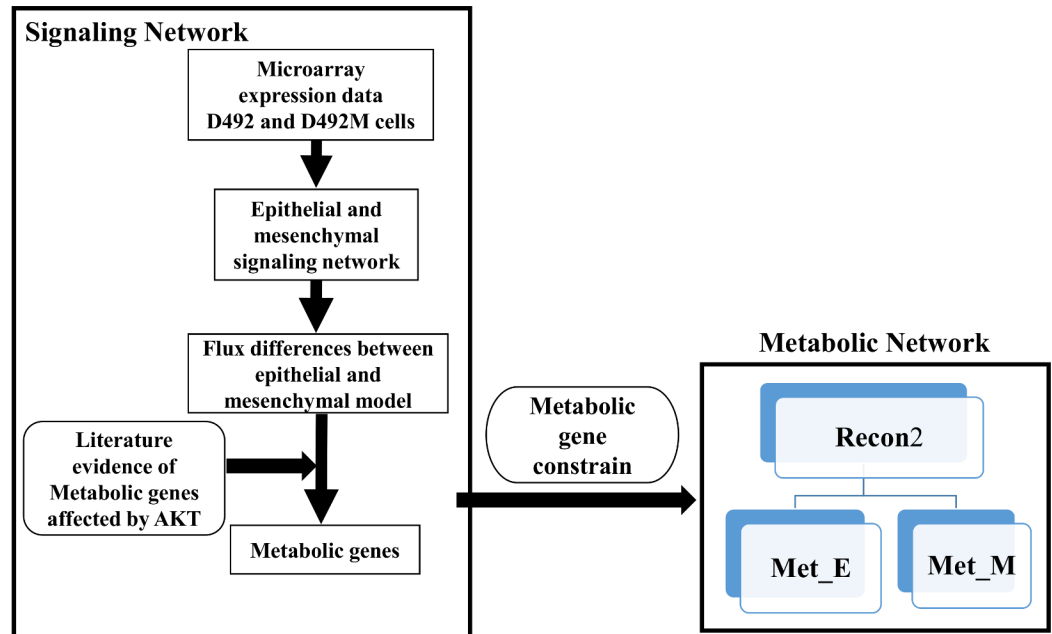 Signaling Network
Microarray
expression data
D492 and D492M cells
Epithelial and
mesenchymal
signaling network
Flux differences between
epithelial and
mesenchymal model
Literature
evidence of
Metabolic genes
affected by AKT
Metabolic genes
Metabolic
gene
constrain
Metabolic Network
Recon2
Met_E
Met_M